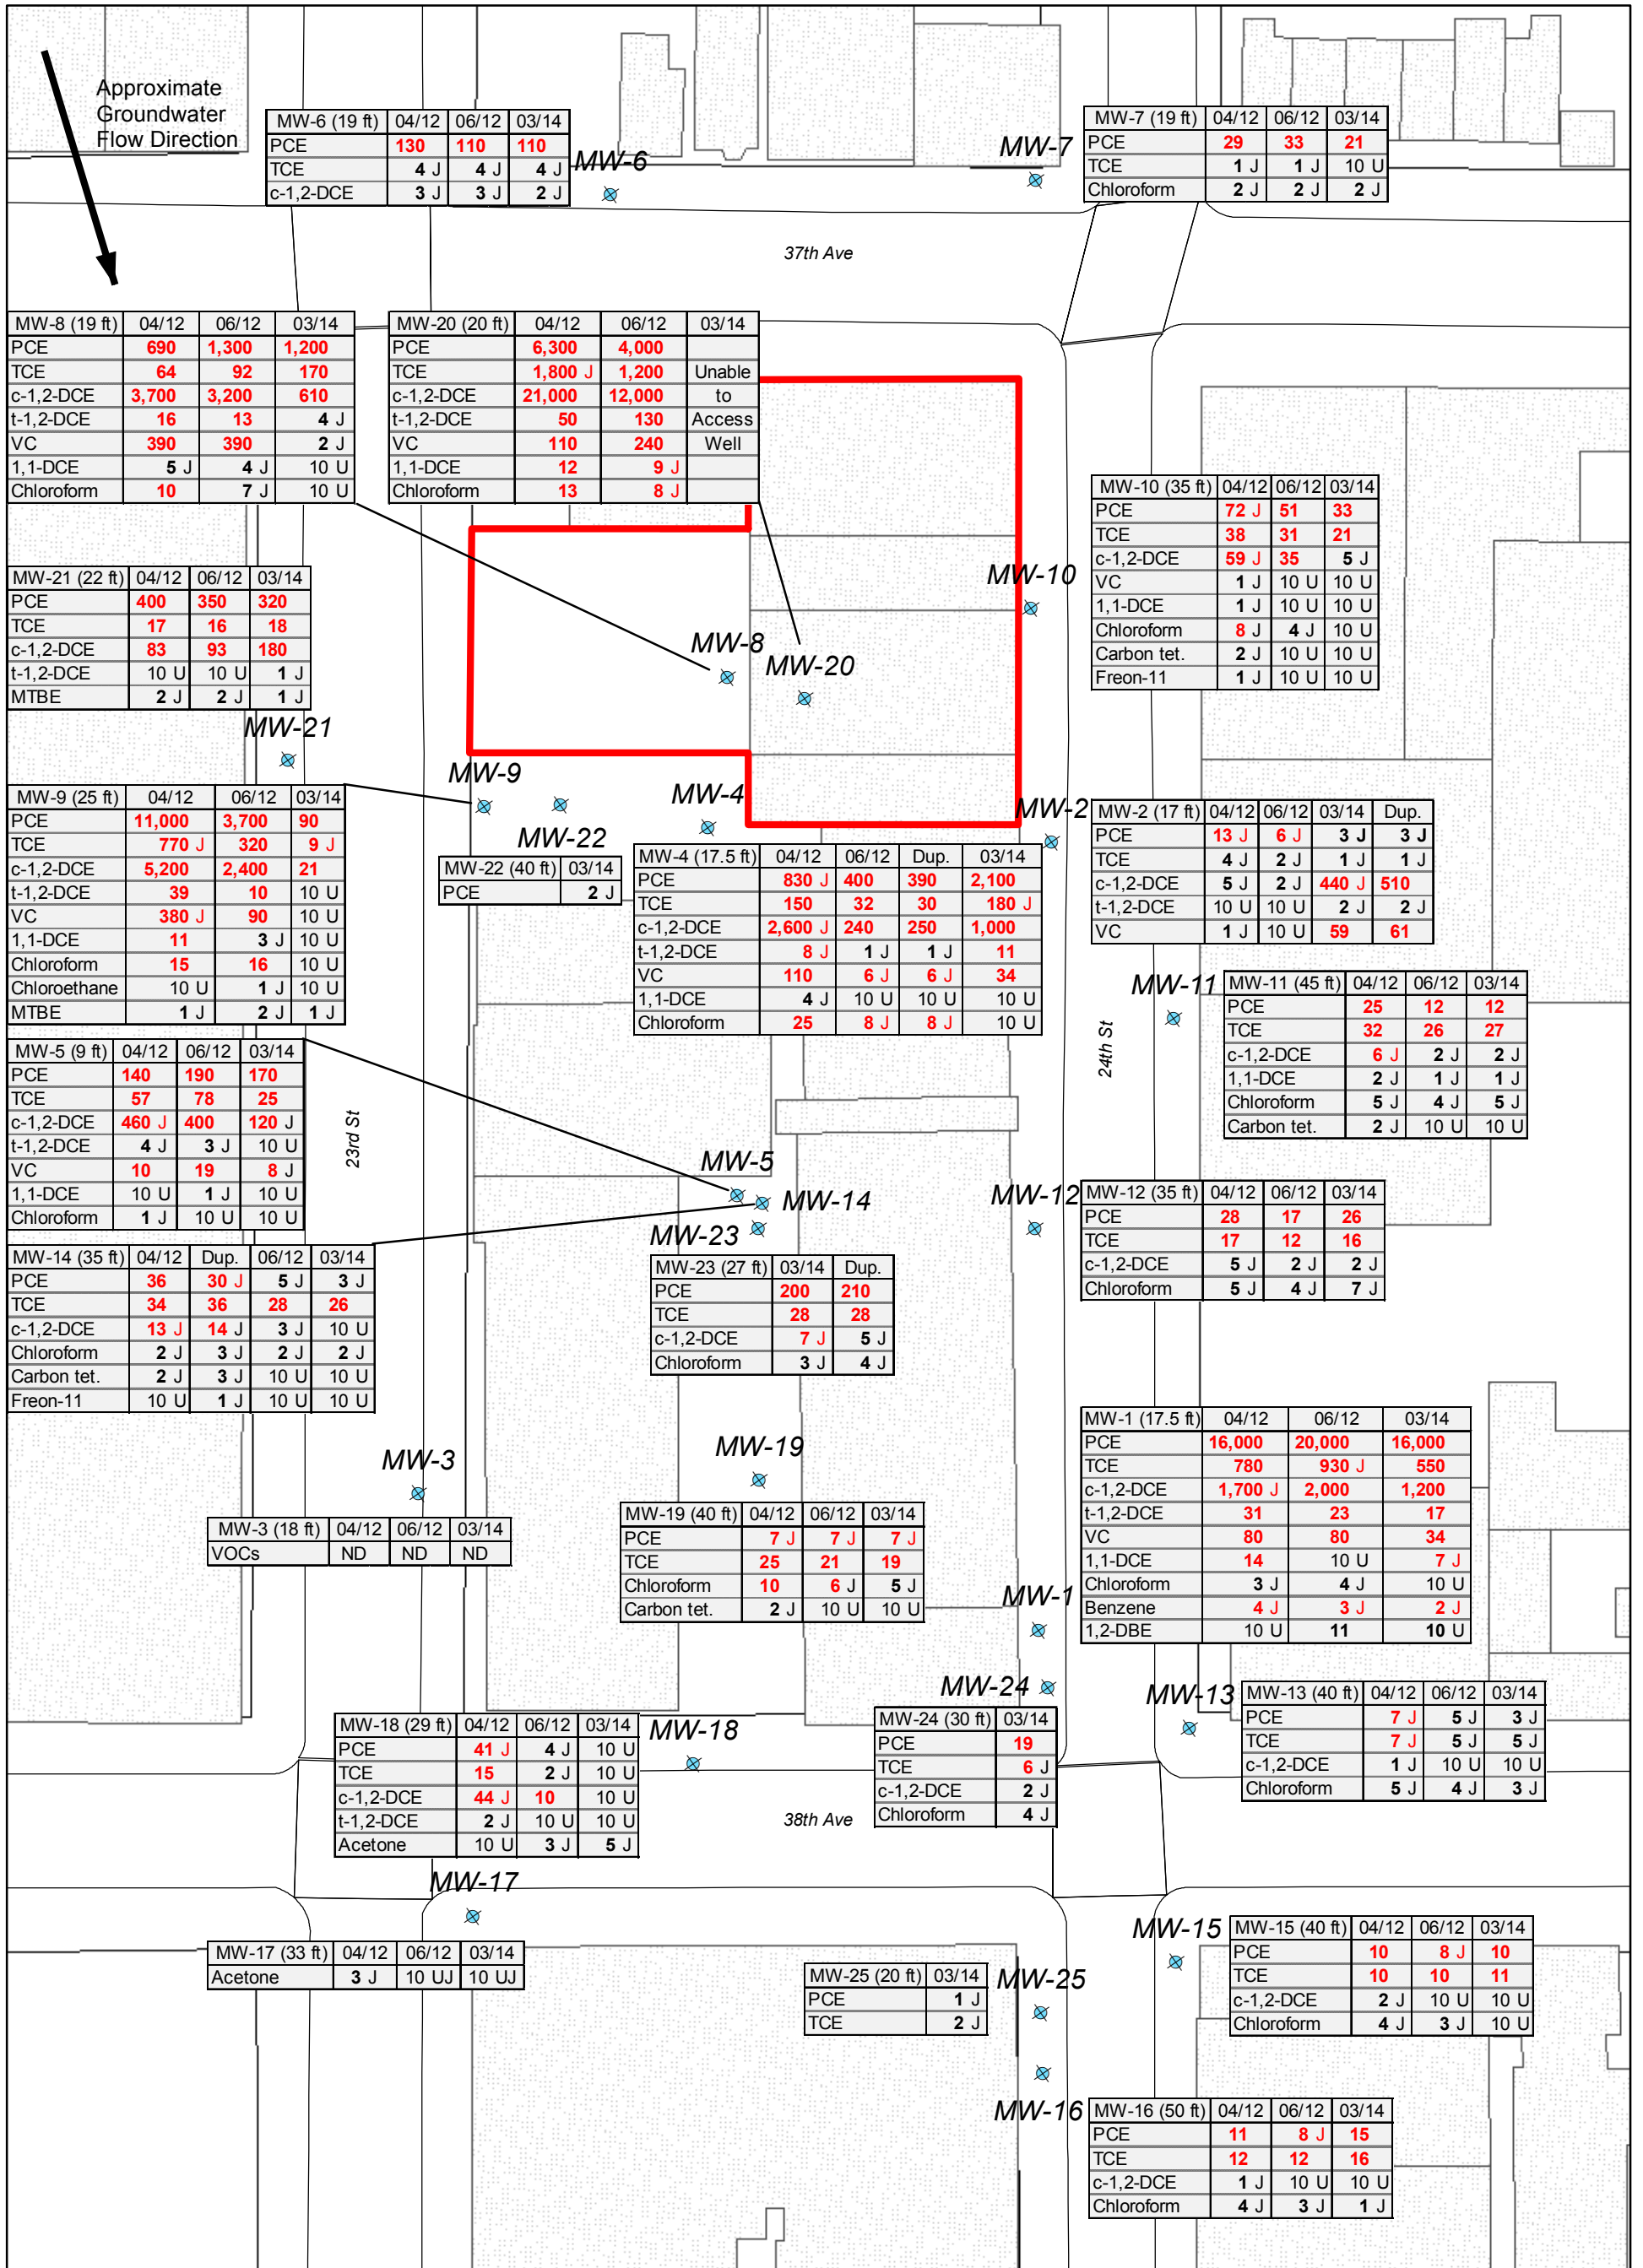 Approximate
Groundwater
Flow Direction
MW-6 (19 ft) 04/12 06/12 03/14
PCE 130 110 110
TCE 4 J 4 J 4 J
c-1,2-DCE 3 J 3 J 2 J
MW-6
MW-7
MW-7 (19 ft) 04/12 06/12 03/14
PCE 29 33 21
TCE 1 J 1 J 10 U
Chloroform 2 J 2 J 2 J
37th Ave
MW-8 (19 ft) 04/12 06/12 03/14
PCE 690 1,300 1,200
TCE 64 92 170
c-1,2-DCE 3,700 3,200 610
t-1,2-DCE 16 13 4 J
VC 390 390 2 J
1,1-DCE 5 J 4 J 10 U
Chloroform 10 7 J 10 U
MW-20 (20 ft) 04/12 06/12 03/14
PCE 6,300 4,000
TCE 1,800 J 1,200 Unable
c-1,2-DCE 21,000 12,000 to
t-1,2-DCE 50 130 Access
VC 110 240 Well
1,1-DCE 12 9 J
Chloroform 13 8 J
MW-10 (35 ft) 04/12 06/12 03/14
PCE 72 J 51 33
TCE 38 31 21
c-1,2-DCE 59 J 35 5 J
VC 1 J 10 U 10 U
1,1-DCE 1 J 10 U 10 U
Chloroform 8 J 4 J 10 U
Carbon tet. 2 J 10 U 10 U
Freon-11 1 J 10 U 10 U
MW-10
MW-8
MW-20
MW-21 (22 ft) 04/12 06/12 03/14
PCE 400 350 320
TCE 17 16 18
c-1,2-DCE 83 93 180
t-1,2-DCE 10 U 10 U 1 J
MTBE 2 J 2 J 1 J
MW-21
MW-9
MW-22
MW-4
MW-2
MW-9 (25 ft) 04/12 06/12 03/14
PCE 11,000 3,700 90
TCE 770 J 320 9 J
c-1,2-DCE 5,200 2,400 21
t-1,2-DCE 39 10 10 U
VC 380 J 90 10 U
1,1-DCE 11 3 J 10 U
Chloroform 15 16 10 U
Chloroethane 10 U 1 J 10 U
MTBE 1 J 2 J 1 J
MW-22 (40 ft) 03/14
PCE 2 J
MW-4 (17.5 ft) 04/12 06/12 Dup. 03/14
PCE 830 J 400 390 2,100
TCE 150 32 30 180 J
c-1,2-DCE 2,600 J 240 250 1,000
t-1,2-DCE 8 J 1 J 1 J 11
VC 110 6 J 6 J 34
1,1-DCE 4 J 10 U 10 U 10 U
Chloroform 25 8 J 8 J 10 U
MW-2 (17 ft) 04/12 06/12 03/14 Dup.
PCE 13 J 6 J 3 J 3 J
TCE 4 J 2 J 1 J 1 J
c-1,2-DCE 5 J 2 J 440 J 510
t-1,2-DCE 10 U 10 U 2 J 2 J
VC 1 J 10 U 59 61
MW-11
MW-11 (45 ft) 04/12 06/12 03/14
PCE 25 12 12
TCE 32 26 27
c-1,2-DCE 6 J 2 J 2 J
1,1-DCE 2 J 1 J 1 J
Chloroform 5 J 4 J 5 J
Carbon tet. 2 J 10 U 10 U
24th St
MW-5 (9 ft) 04/12 06/12 03/14
PCE 140 190 170
TCE 57 78 25
c-1,2-DCE 460 J 400 120 J
t-1,2-DCE 4 J 3 J 10 U
VC 10 19 8 J
1,1-DCE 10 U 1 J 10 U
Chloroform 1 J 10 U 10 U
23rd St
MW-5
MW-14
MW-23
MW-12
MW-12 (35 ft) 04/12 06/12 03/14
PCE 28 17 26
TCE 17 12 16
c-1,2-DCE 5 J 2 J 2 J
Chloroform 5 J 4 J 7 J
MW-14 (35 ft) 04/12 Dup. 06/12 03/14
PCE 36 30 J 5 J 3 J
TCE 34 36 28 26
c-1,2-DCE 13 J 14 J 3 J 10 U
Chloroform 2 J 3 J 2 J 2 J
Carbon tet. 2 J 3 J 10 U 10 U
Freon-11 10 U 1 J 10 U 10 U
MW-23 (27 ft) 03/14 Dup.
PCE 200 210
TCE 28 28
c-1,2-DCE 7 J 5 J
Chloroform 3 J 4 J
MW-3
MW-3 (18 ft) 04/12 06/12 03/14
VOCs ND ND ND
MW-19
MW-19 (40 ft) 04/12 06/12 03/14
PCE 7 J 7 J 7 J
TCE 25 21 19
Chloroform 10 6 J 5 J
Carbon tet. 2 J 10 U 10 U
MW-1 (17.5 ft) 04/12 06/12 03/14
PCE 16,000 20,000 16,000
TCE 780 930 J 550
c-1,2-DCE 1,700 J 2,000 1,200
t-1,2-DCE 31 23 17
VC 80 80 34
1,1-DCE 14 10 U 7 J
Chloroform 3 J 4 J 10 U
Benzene 4 J 3 J 2 J
1,2-DBE 10 U 11 10 U
MW-1
MW-24
MW-13
MW-13 (40 ft) 04/12 06/12 03/14
PCE 7 J 5 J 3 J
TCE 7 J 5 J 5 J
c-1,2-DCE 1 J 10 U 10 U
Chloroform 5 J 4 J 3 J
MW-18 (29 ft) 04/12 06/12 03/14
PCE 41 J 4 J 10 U
TCE 15 2 J 10 U
c-1,2-DCE 44 J 10 10 U
t-1,2-DCE 2 J 10 U 10 U
Acetone 10 U 3 J 5 J
MW-18
MW-24 (30 ft) 03/14
PCE 19
TCE 6 J
c-1,2-DCE 2 J
Chloroform 4 J
38th Ave
MW-17
MW-17 (33 ft) 04/12 06/12 03/14
Acetone 3 J 10 UJ 10 UJ
MW-15
MW-15 (40 ft) 04/12 06/12 03/14
PCE 10 8 J 10
TCE 10 10 11
c-1,2-DCE 2 J 10 U 10 U
Chloroform 4 J 3 J 10 U
MW-25 (20 ft) 03/14
PCE 1 J
TCE 2 J
MW-25
MW-16
MW-16 (50 ft) 04/12 06/12 03/14
PCE 11 8 J 15
TCE 12 12 16
c-1,2-DCE 1 J 10 U 10 U
Chloroform 4 J 3 J 1 J